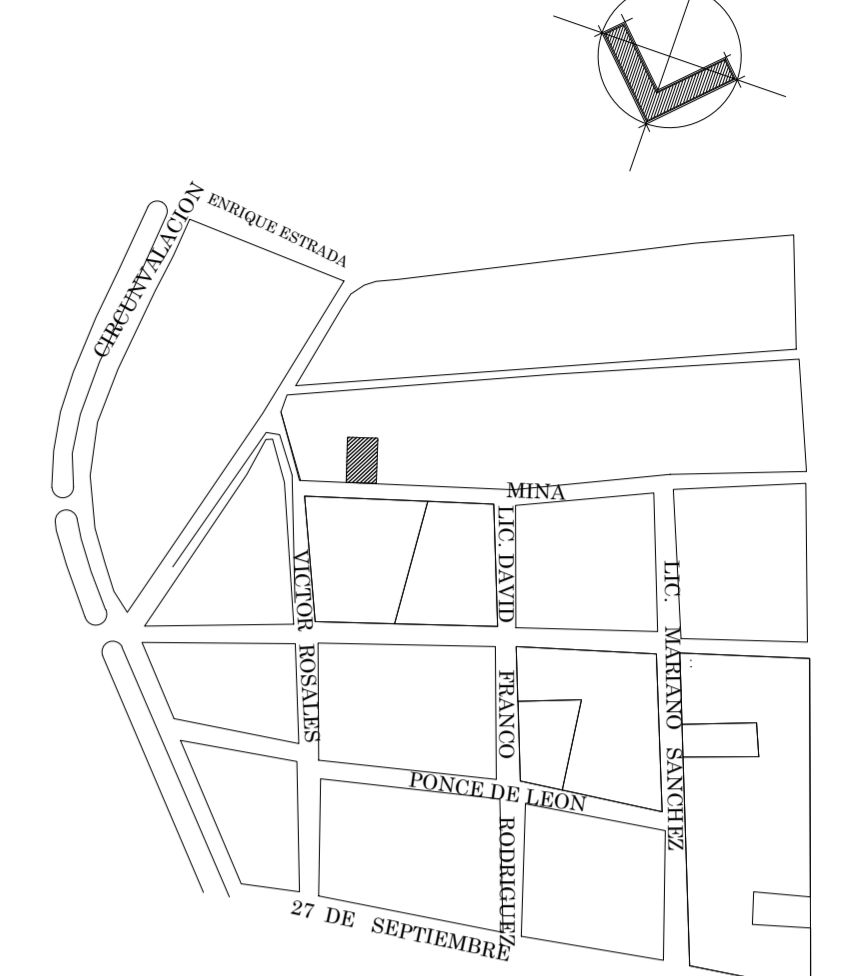 ENRIQUE ESTRADA
CIRCUNVALACION
MINA
VICTOR ROSALES
LIC. DAVID FRANCO RODRIGUEZ
LIC. MARIANO SANCHEZ
PONCE DE LEON
27 DE SEPTIEMBRE